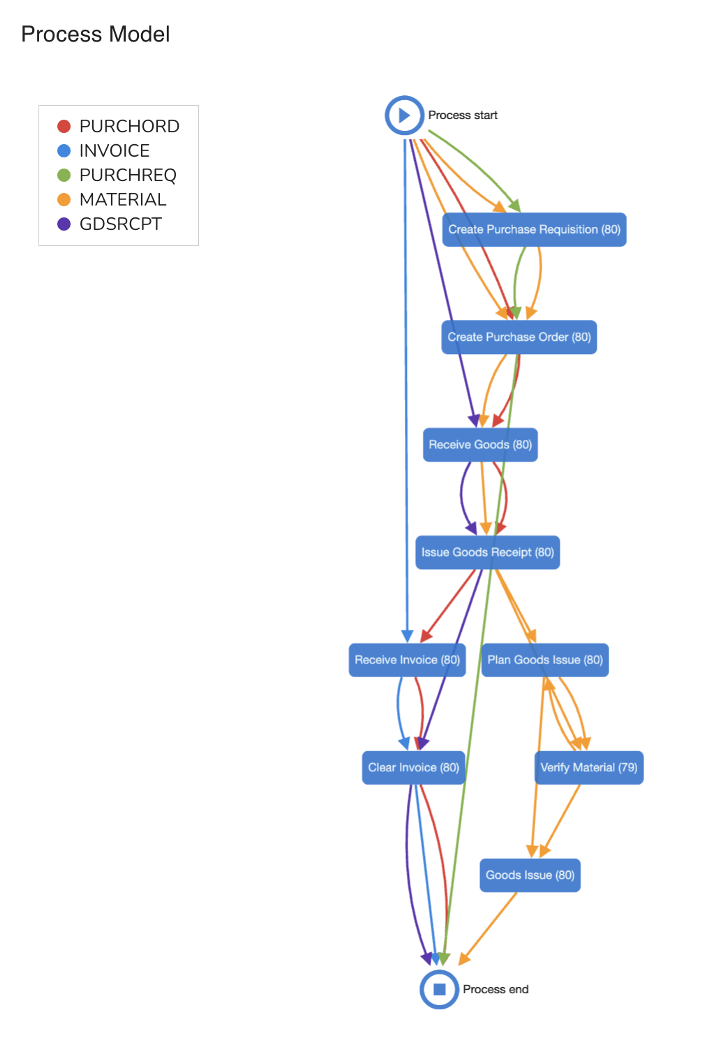 Process Model
PURCHORD
INVOICE
PURCHREQ
MATERIAL
GDSRCPT
Process start
Create Purchase Requisition (80)
Create Purchase Order (80)
Receive Goods (80)
Issue Goods Receipt (80)
Receive Invoice (80)
Plan Goods Issue (80)
Clear Invoice (80)
Verify Material (79)
Goods Issue (80)
Process end